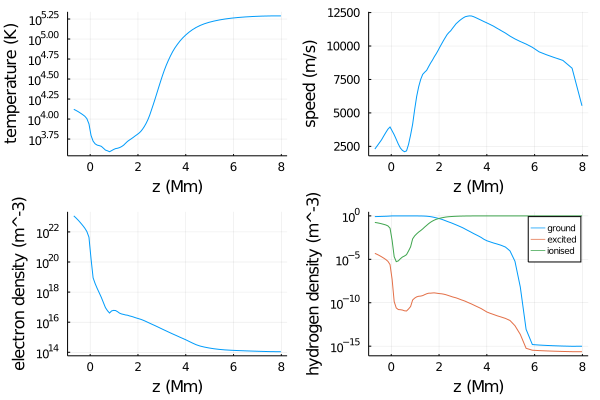 temperature (K)
10^5.25
10^5.00
10^4.75
10^4.50
10^4.25
10^4.00
10^3.75
0 2 4 6 8
z (Mm)
speed (m/s)
12500
10000
7500
5000
2500
0 2 4 6 8
z (Mm)
electron density (m^-3)
10^22
10^20
10^18
10^16
10^14
0 2 4 6 8
z (Mm)
hydrogen density (m^-3)
10^0
10^-5
10^-10
10^-15
0 2 4 6 8
z (Mm)
ground
excited
ionised